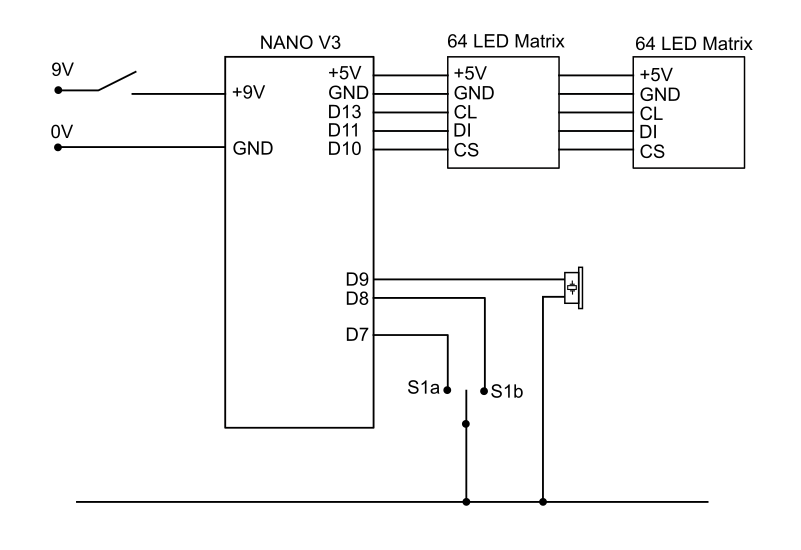 NANO V3
64 LED Matrix
64 LED Matrix
9V
+9V
0V
GND
+5V
GND
D13
D11
D10
+5V
GND
CL
DI
CS
+5V
GND
CL
DI
CS
D9
D8
D7
S1a
S1b